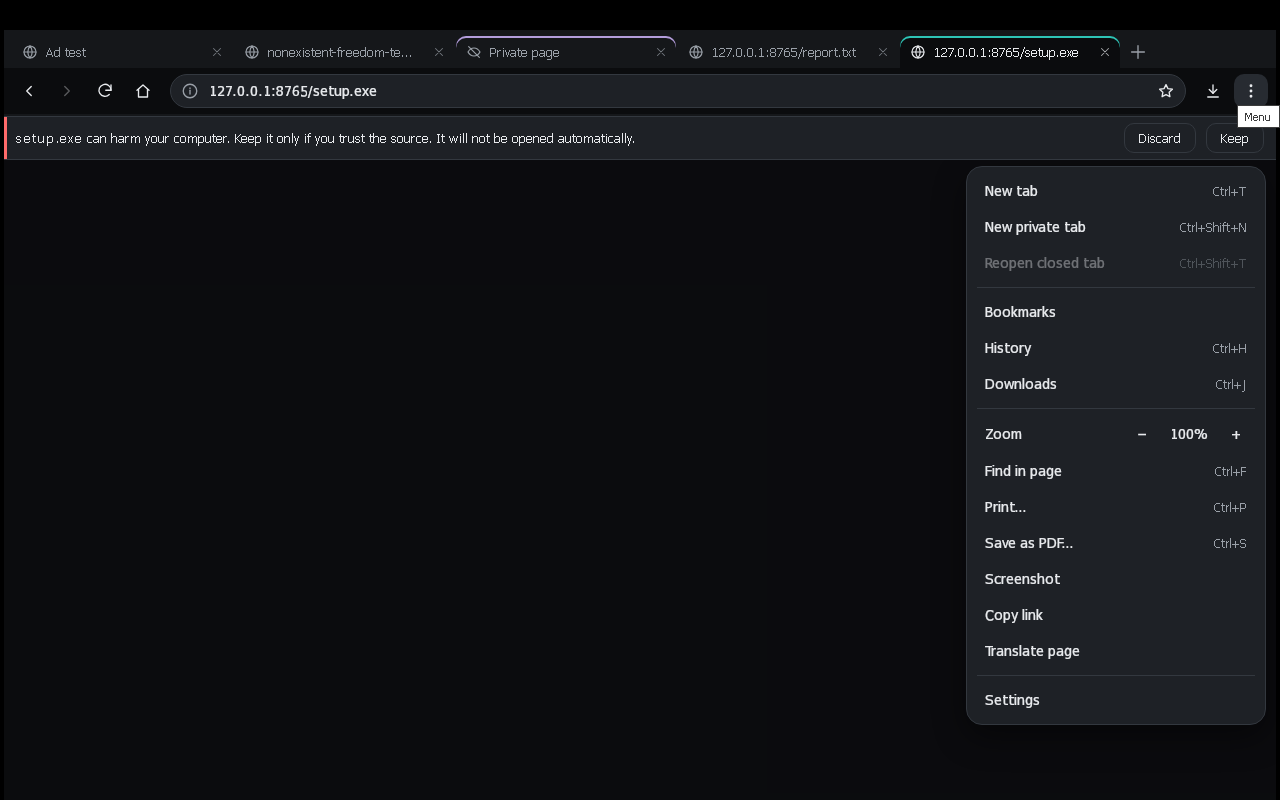 Ad test
nonexistent-freedom-te...
Private page
127.0.0.1:8765/report.txt
127.0.0.1:8765/setup.exe
127.0.0.1:8765/setup.exe
Menu
setup.exe can harm your computer. Keep it only if you trust the source. It will not be opened automatically.
Discard
Keep
New tab Ctrl+T
New private tab Ctrl+Shift+N
Reopen closed tab Ctrl+Shift+T
Bookmarks
History Ctrl+H
Downloads Ctrl+J
Zoom − 100% +
Find in page Ctrl+F
Print... Ctrl+P
Save as PDF... Ctrl+S
Screenshot
Copy link
Translate page
Settings